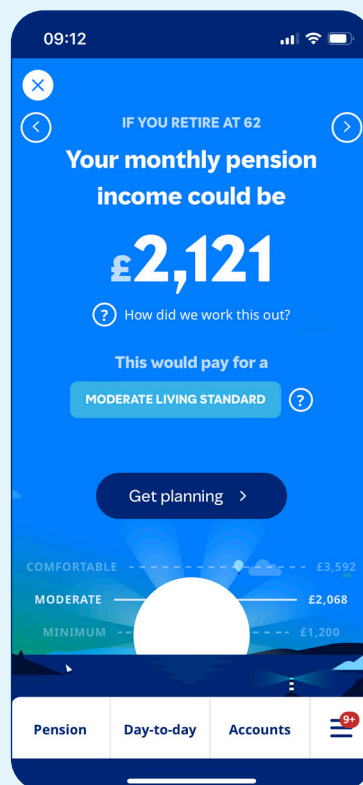 09:12
IF YOU RETIRE AT 62
Your monthly pension
income could be
£2,121
? How did we work this out?
This would pay for a
MODERATE LIVING STANDARD ?
Get planning >
COMFORTABLE £3,592
MODERATE £2,068
MINIMUM £1,200
Pension Day-to-day Accounts 9+